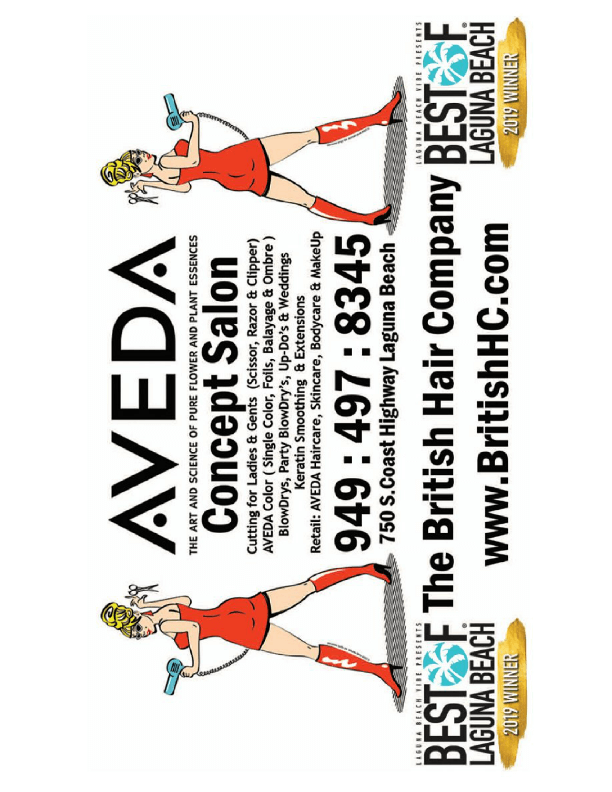 AVEDA
THE ART AND SCIENCE OF PURE FLOWER AND PLANT ESSENCES
Concept Salon
Cutting for Ladies & Gents (Scissor, Razor & Clipper)
AVEDA Color ( Single Color, Foils, Balayage & Ombre )
BlowDrys, Party BlowDry's, Up-Do's & Weddings
Keratin Smoothing & Extensions
Retail: AVEDA Haircare, Skincare, Bodycare & MakeUp
949 : 497 : 8345
750 S. Coast Highway Laguna Beach
The British Hair Company
www.BritishHC.com
LAGUNA BEACH VIBE PRESENTS
BEST OF
LAGUNA BEACH
2019 WINNER
LAGUNA BEACH VIBE PRESENTS
BEST OF
LAGUNA BEACH
2019 WINNER